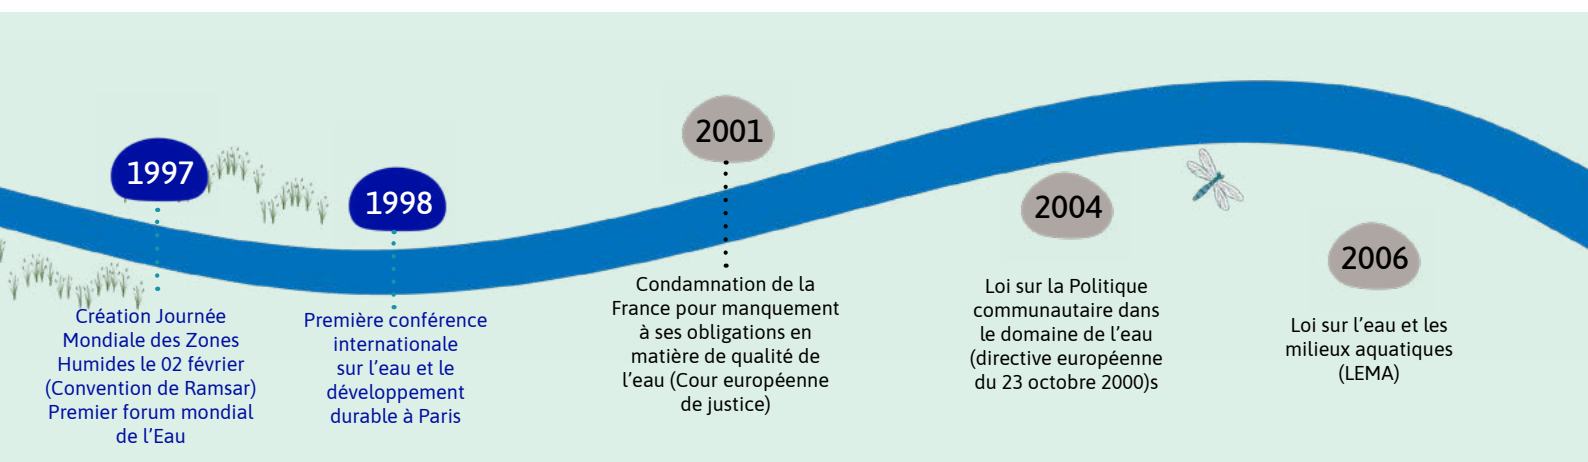 1997
Création Journée
Mondiale des Zones
Humides le 02 février
(Convention de Ramsar)
Premier forum mondial
de l’Eau
1998
Première conférence
internationale
sur l’eau et le
développement
durable à Paris
2001
Condamnation de la
France pour manquement
à ses obligations en
matière de qualité de
l’eau (Cour européenne
de justice)
2004
Loi sur la Politique
communautaire dans
le domaine de l’eau
(directive européenne
du 23 octobre 2000)s
2006
Loi sur l’eau et les
milieux aquatiques
(LEMA)